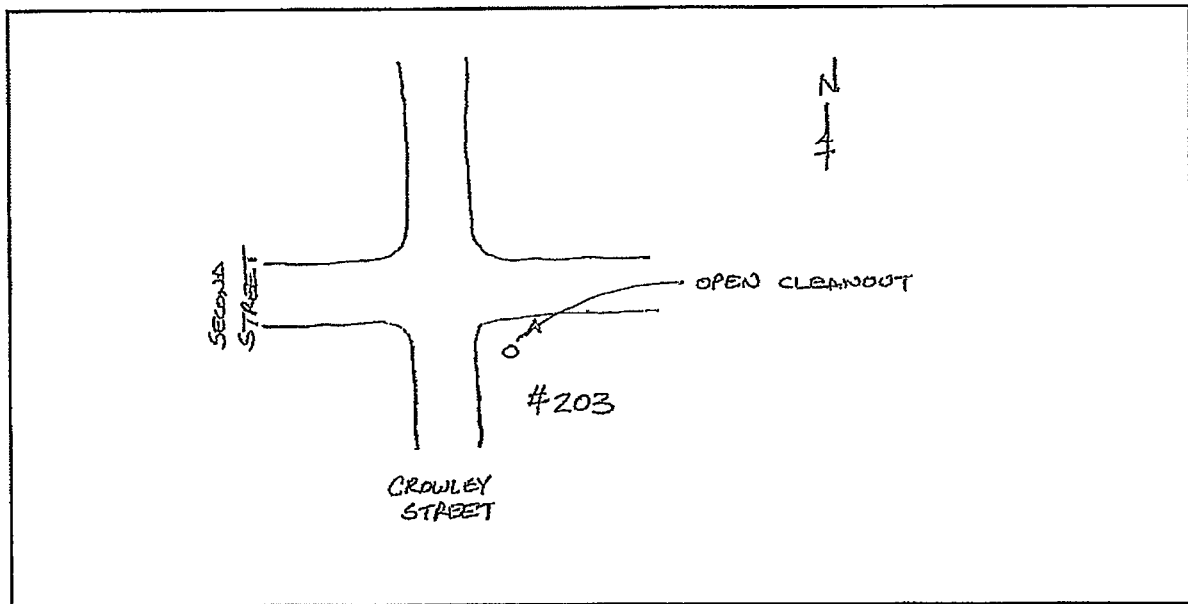 N
SECOND
STREET
OPEN CLEANOUT
#203
CROWLEY
STREET